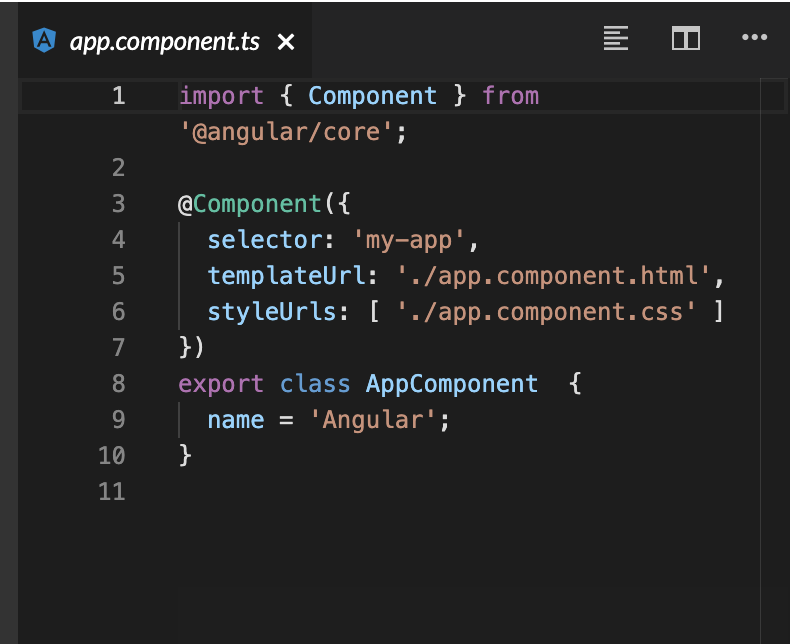 app.component.ts ×
1 import { Component } from
'@angular/core';
2
3 @Component({
4   selector: 'my-app',
5   templateUrl: './app.component.html',
6   styleUrls: [ './app.component.css' ]
7 })
8 export class AppComponent  {
9   name = 'Angular';
10 }
11